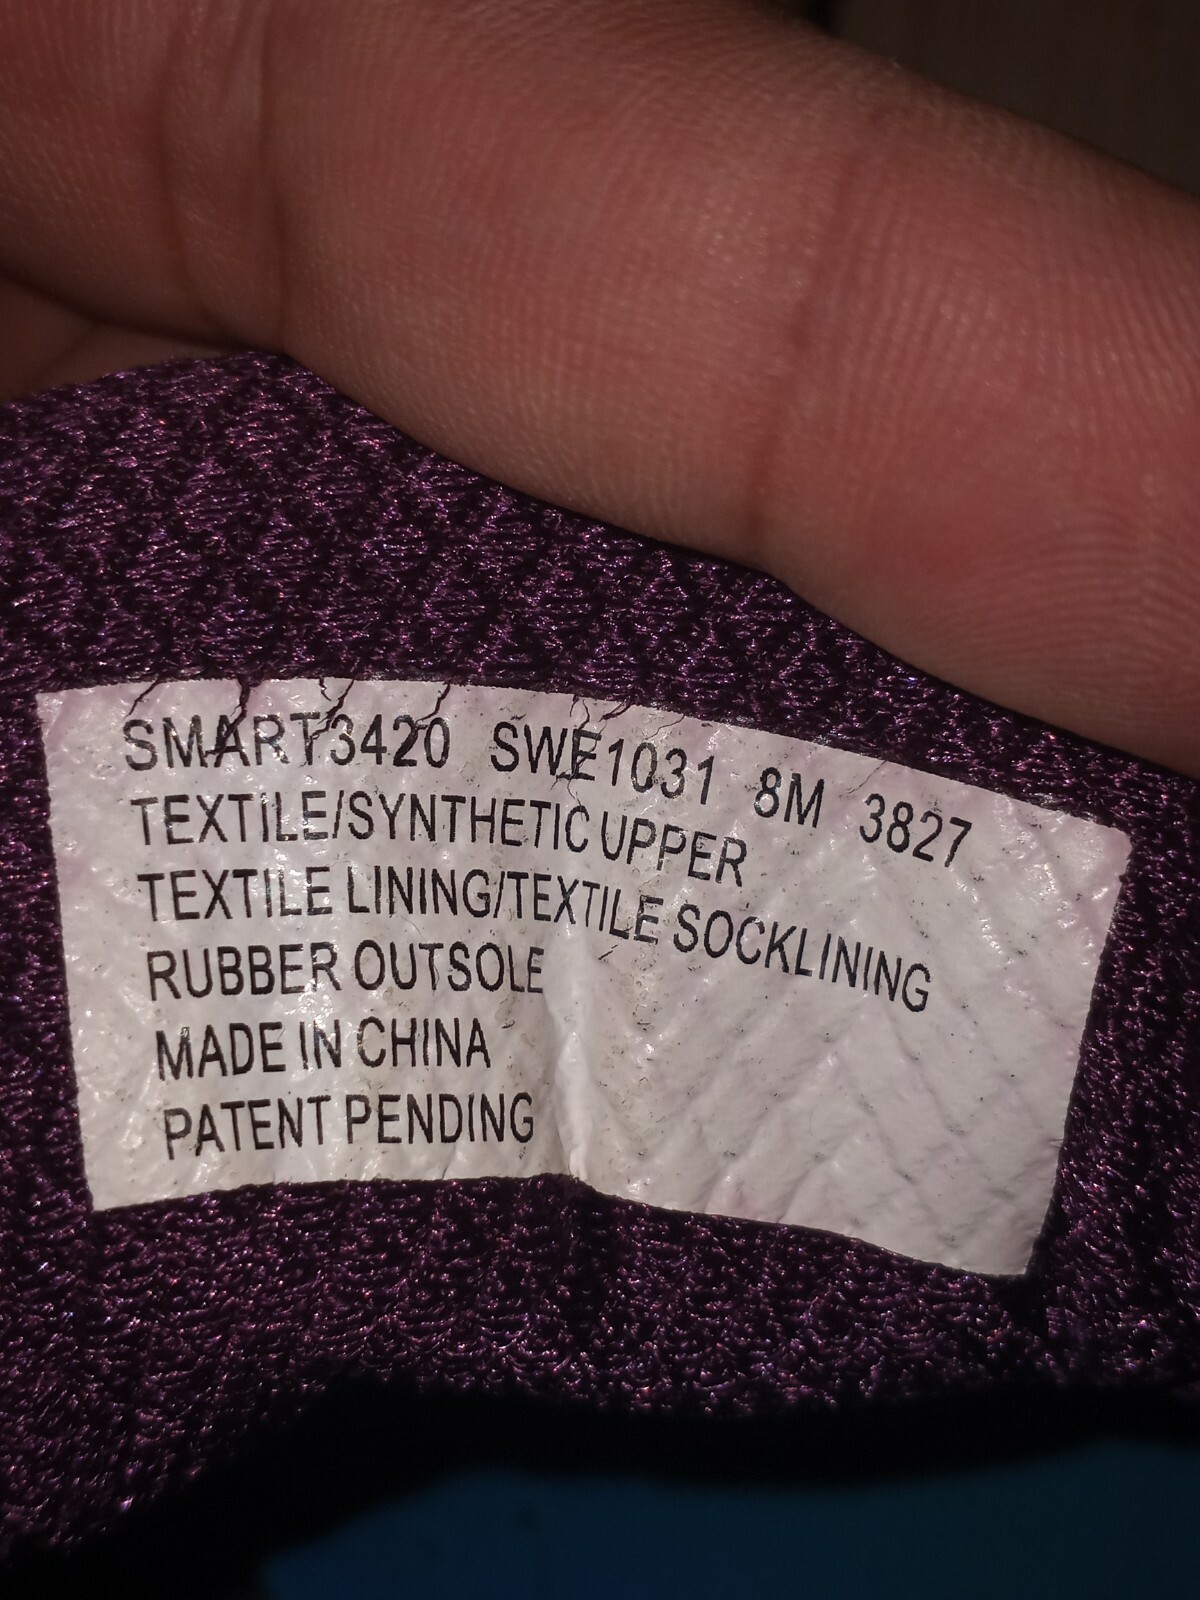 SMART3420 SWE1031 8M 3827
TEXTILE/SYNTHETIC UPPER
TEXTILE LINING/TEXTILE SOCKLINING
RUBBER OUTSOLE
MADE IN CHINA
PATENT PENDING